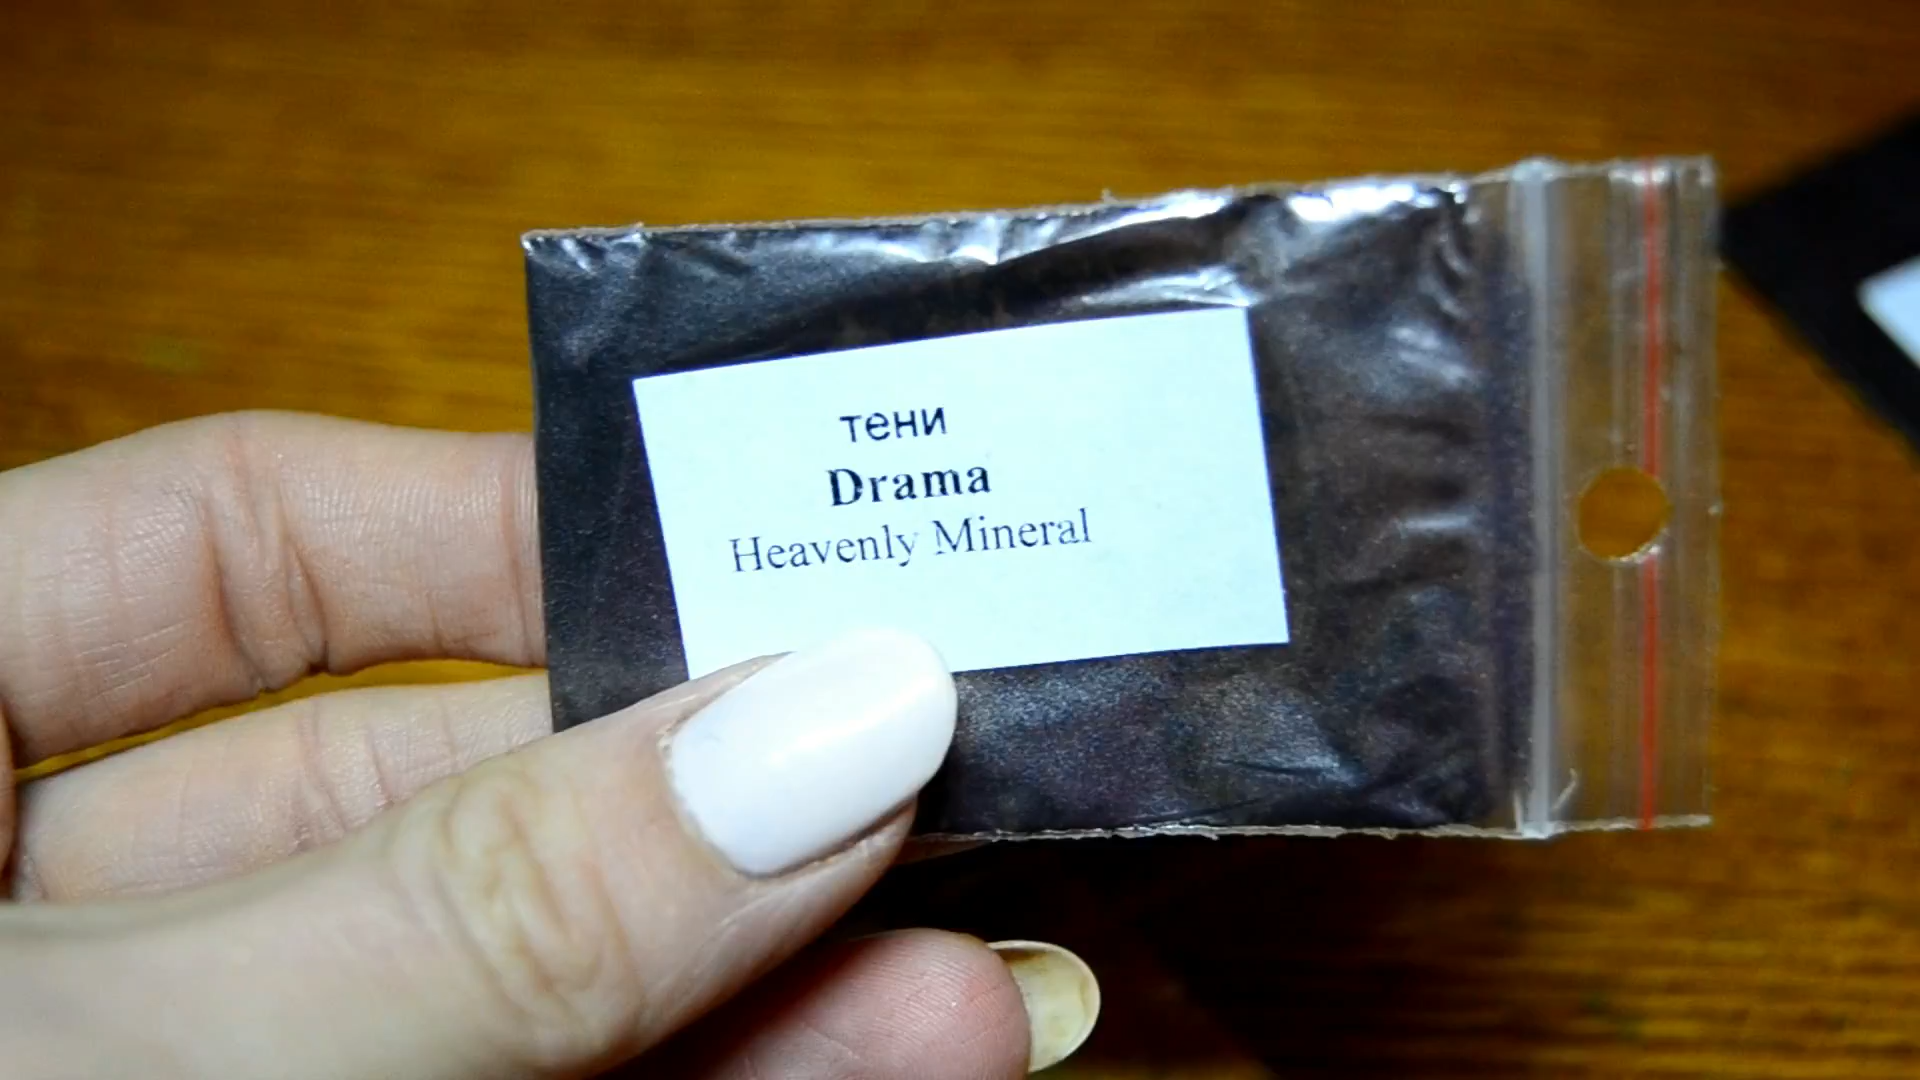 тени
Drama
Heavenly Mineral